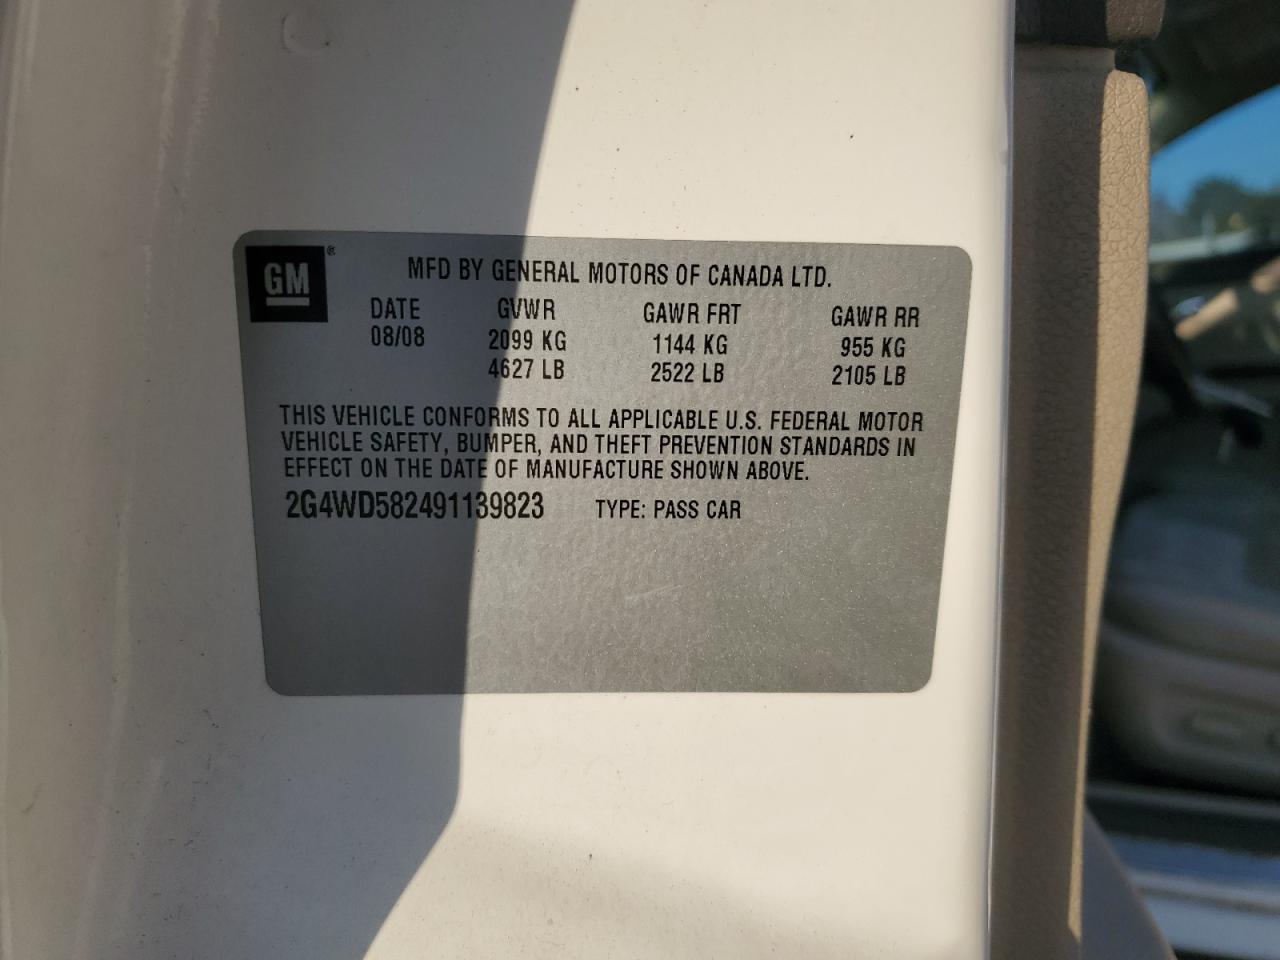 GM ®
MFD BY GENERAL MOTORS OF CANADA LTD.
DATE GVWR GAWR FRT GAWR RR
08/08 2099 KG 1144 KG 955 KG
4627 LB 2522 LB 2105 LB
THIS VEHICLE CONFORMS TO ALL APPLICABLE U.S. FEDERAL MOTOR
VEHICLE SAFETY, BUMPER, AND THEFT PREVENTION STANDARDS IN
EFFECT ON THE DATE OF MANUFACTURE SHOWN ABOVE.
2G4WD582491139823 TYPE: PASS CAR